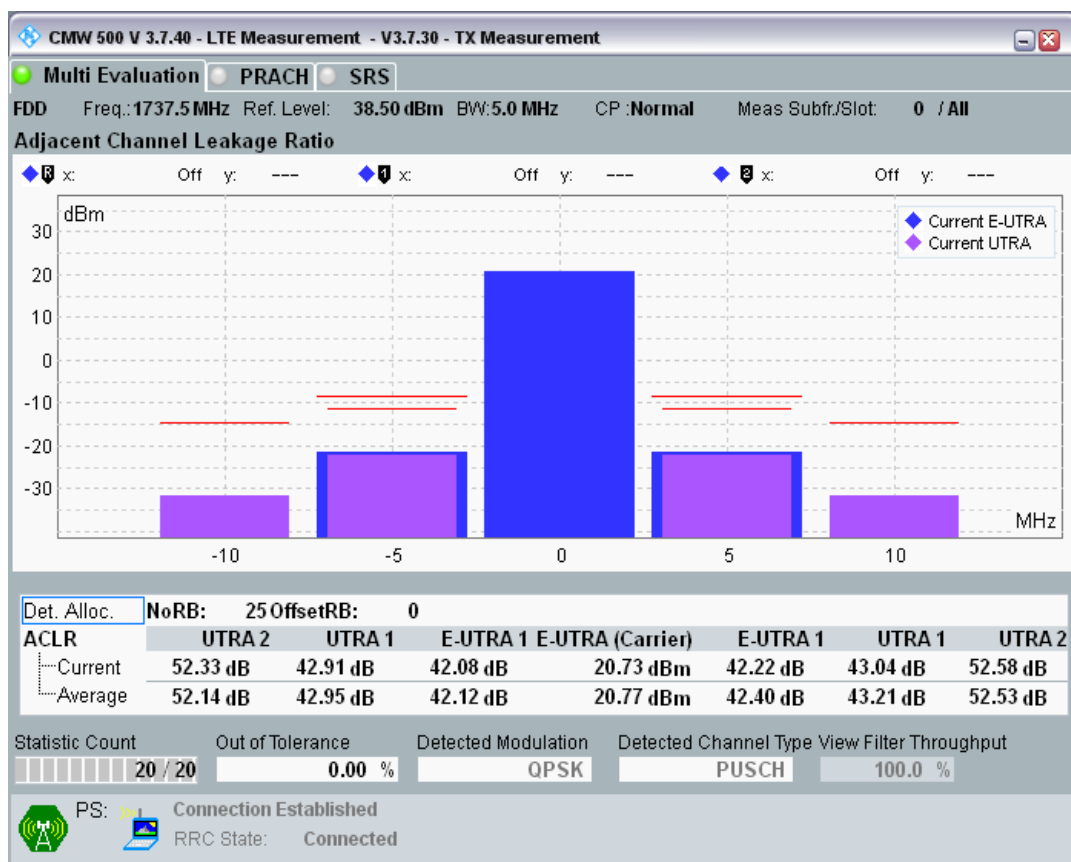 CMW 500 V 3.7.40 - LTE Measurement - V3.7.30 - TX Measurement
Multi Evaluation PRACH SRS
FDD Freq.: 1737.5 MHz Ref. Level: 38.50 dBm BW: 5.0 MHz CP : Normal Meas Subfr./Slot: 0 / All
Adjacent Channel Leakage Ratio
R x: Off y: --- 1 x: Off y: --- 2 x: Off y: ---
dBm
Current E-UTRA
Current UTRA
30
20
10
0
-10
-20
-30
MHz
-10 -5 0 5 10
Det. Alloc. NoRB: 25 OffsetRB: 0
ACLR UTRA 2 UTRA 1 E-UTRA 1 E-UTRA (Carrier) E-UTRA 1 UTRA 1 UTRA 2
Current 52.33 dB 42.91 dB 42.08 dB 20.73 dBm 42.22 dB 43.04 dB 52.58 dB
Average 52.14 dB 42.95 dB 42.12 dB 20.77 dBm 42.40 dB 43.21 dB 52.53 dB
Statistic Count Out of Tolerance Detected Modulation Detected Channel Type View Filter Throughput
20 / 20 0.00 % QPSK PUSCH 100.0 %
PS: Connection Established
RRC State: Connected